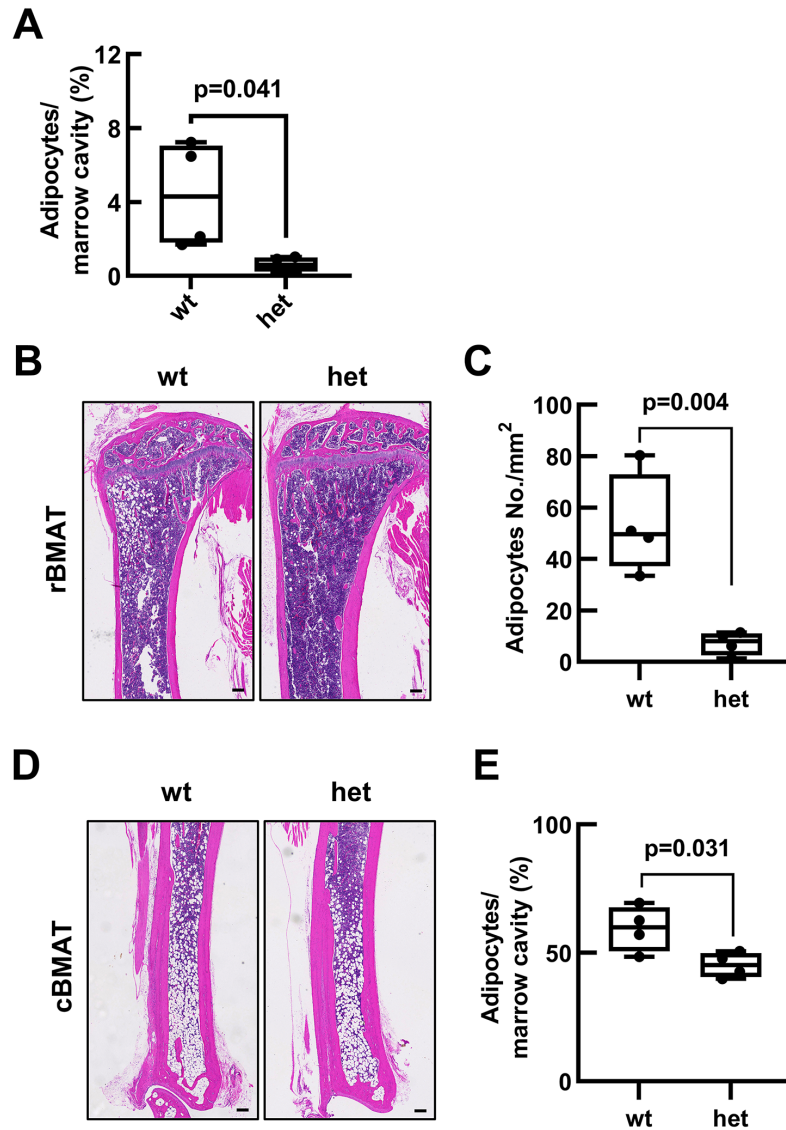 A
Adipocytes/
marrow cavity (%)
12
8
4
0
p=0.041
wt
het
B
wt
het
rBMAT
C
Adipocytes No./mm²
100
80
60
40
20
0
p=0.004
wt
het
D
wt
het
cBMAT
E
Adipocytes/
marrow cavity (%)
100
50
0
p=0.031
wt
het